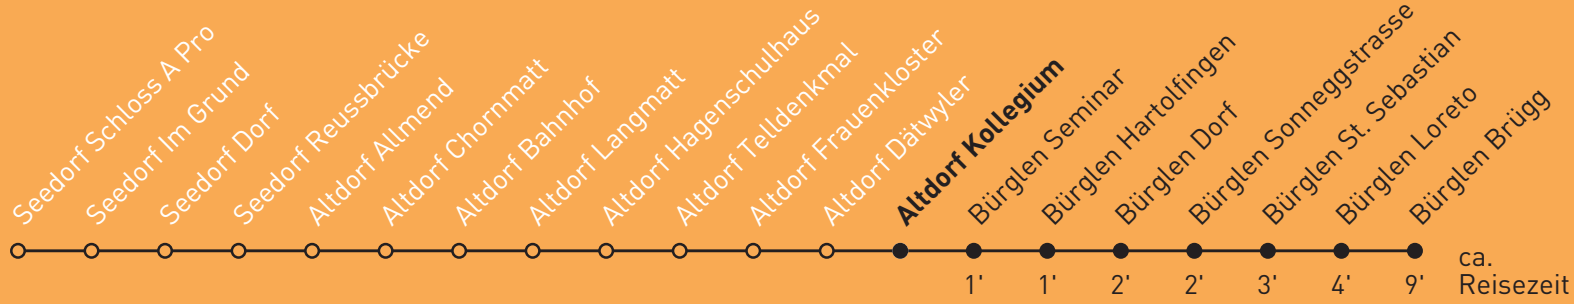 Seedorf Schloss A Pro
Seedorf Im Grund
Seedorf Dorf
Seedorf Reussbrücke
Altdorf Allmend
Altdorf Chornmatt
Altdorf Bahnhof
Altdorf Langmatt
Altdorf Hagenschulhaus
Altdorf Telldenkmal
Altdorf Frauenkloster
Altdorf Dätwyler
Altdorf Kollegium
Bürglen Seminar
Bürglen Hartolfingen
Bürglen Dorf
Bürglen Sonneggstrasse
Bürglen St. Sebastian
Bürglen Loreto
Bürglen Brügg
1' 1' 2' 2' 3' 4' 9'
ca.
Reisezeit